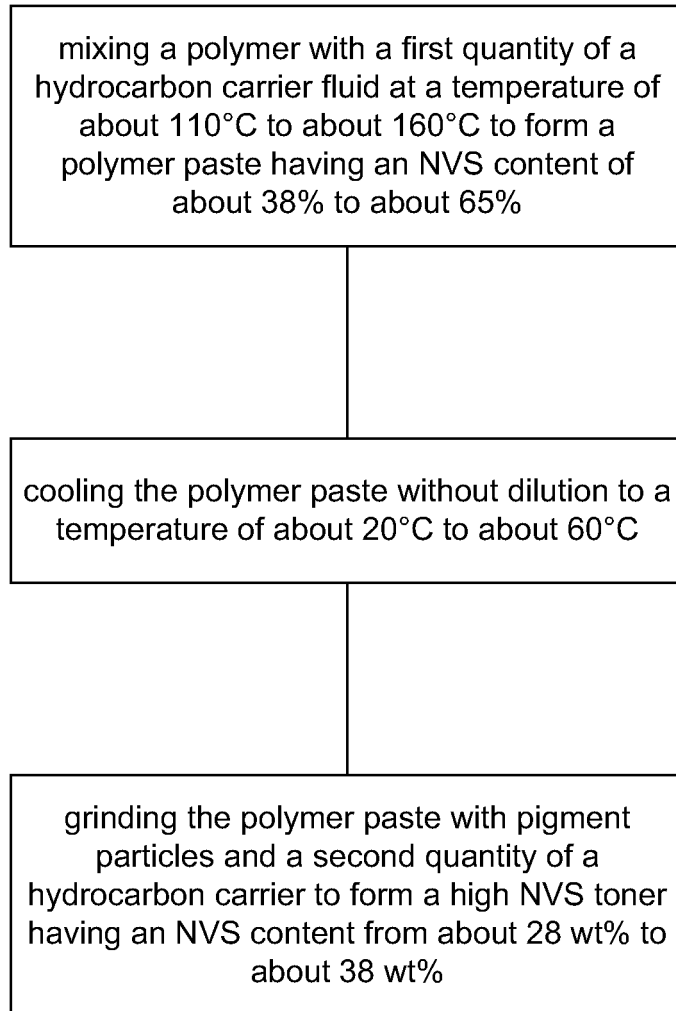 mixing a polymer with a first quantity of a
hydrocarbon carrier fluid at a temperature of
about 110°C to about 160°C to form a
polymer paste having an NVS content of
about 38% to about 65%
cooling the polymer paste without dilution to a
temperature of about 20°C to about 60°C
grinding the polymer paste with pigment
particles and a second quantity of a
hydrocarbon carrier to form a high NVS toner
having an NVS content from about 28 wt% to
about 38 wt%